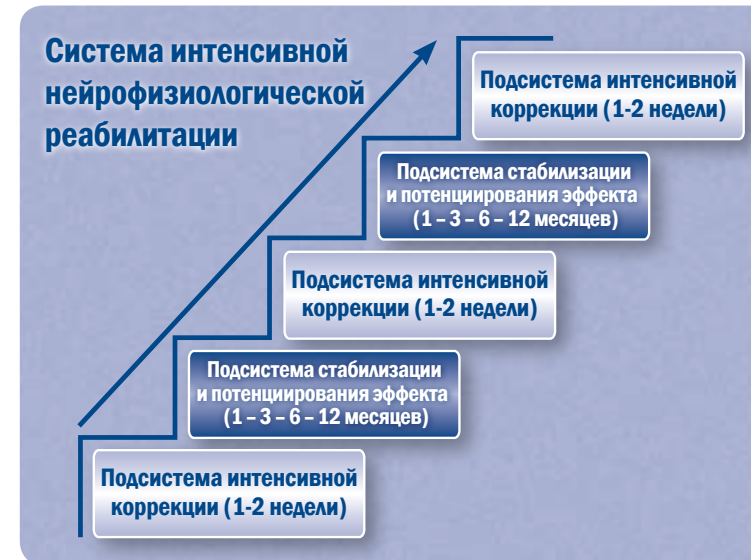 Система интенсивной
нейрофизиологической
реабилитации
Подсистема интенсивной
коррекции (1-2 недели)
Подсистема стабилизации
и потенциирования эффекта
(1 – 3 – 6 – 12 месяцев)
Подсистема интенсивной
коррекции (1-2 недели)
Подсистема стабилизации
и потенциирования эффекта
(1 – 3 – 6 – 12 месяцев)
Подсистема интенсивной
коррекции (1-2 недели)